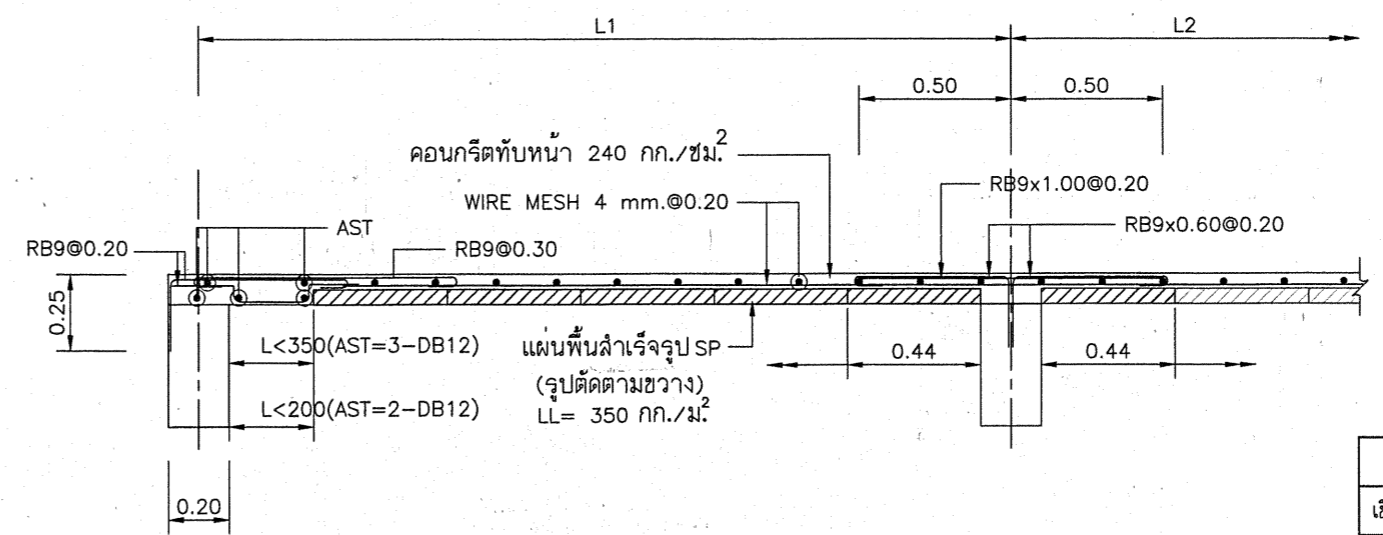 L1
L2
0.50
0.50
คอนกรีตทับหน้า 240 กก./ซม.²
RB9x1.00@0.20
WIRE MESH 4 mm.@0.20
RB9x0.60@0.20
AST
RB9@0.20
RB9@0.30
0.25
L<350(AST=3-DB12)
แผ่นพื้นสำเร็จรูป SP
0.44
0.44
(รูปตัดตามขวาง)
L<200(AST=2-DB12)
LL= 350 กก./ม.²
0.20